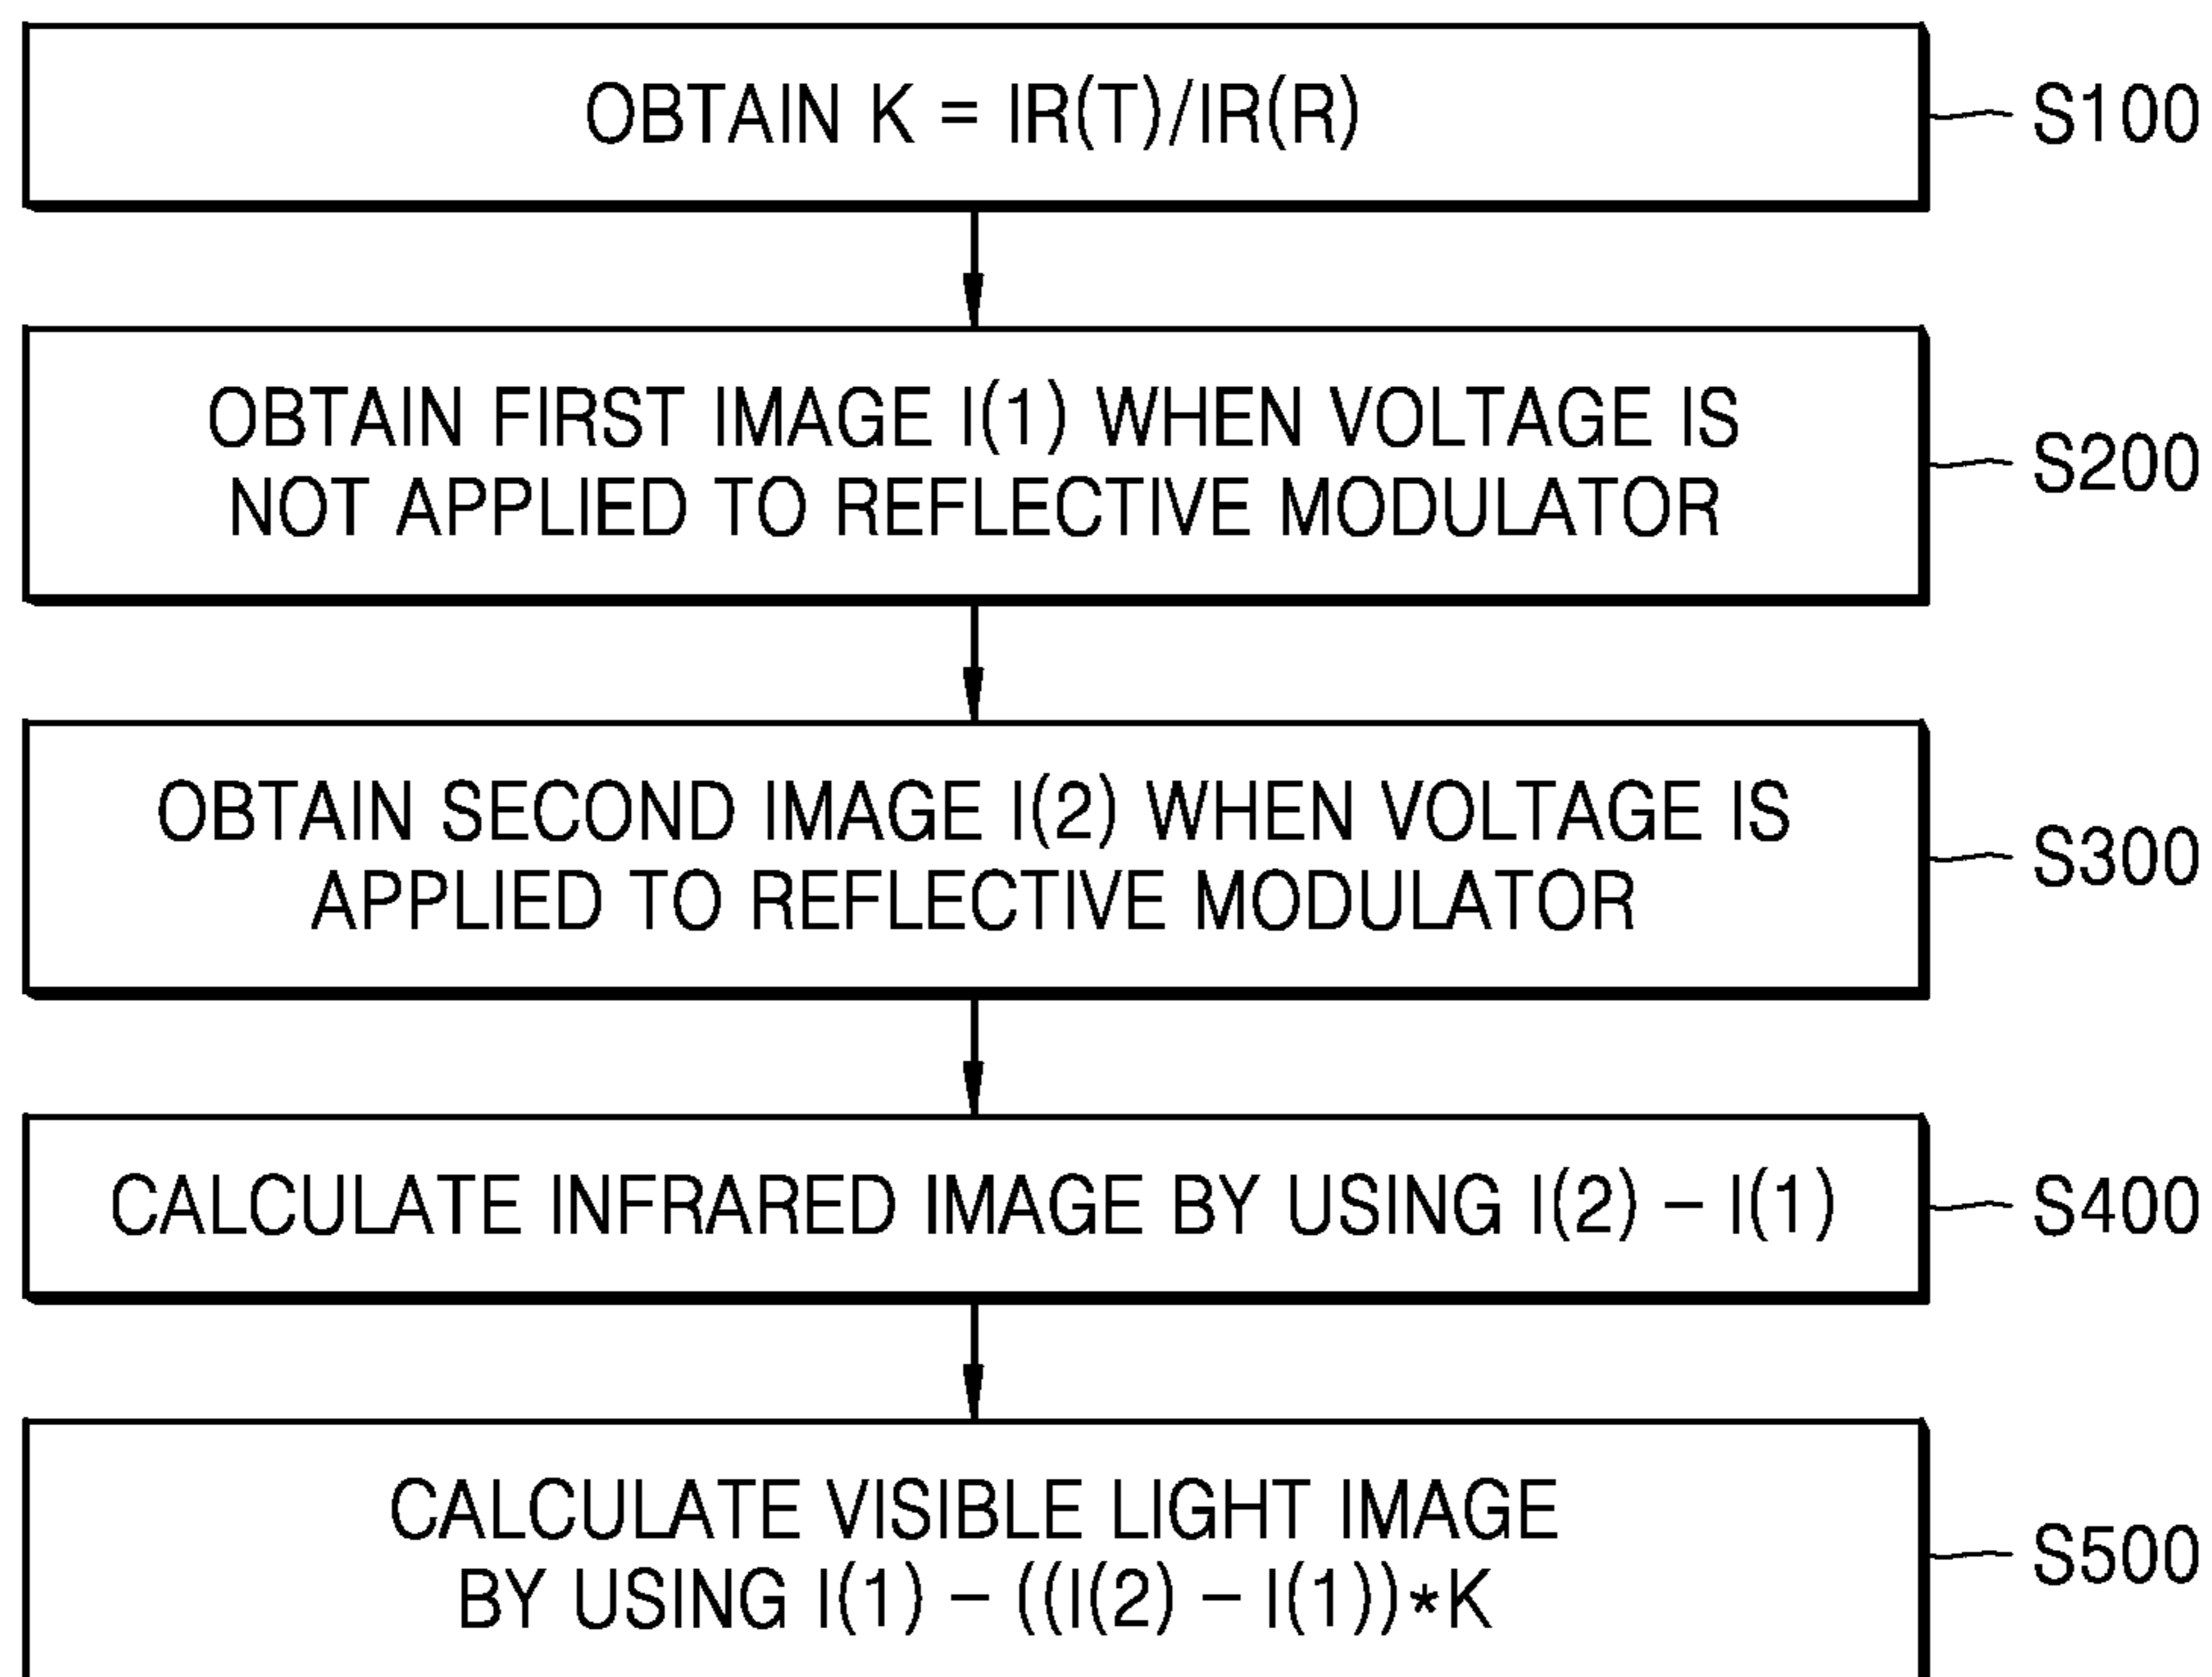 OBTAIN K = IR(T)/IR(R)
S100
OBTAIN FIRST IMAGE I(1) WHEN VOLTAGE IS
NOT APPLIED TO REFLECTIVE MODULATOR
S200
OBTAIN SECOND IMAGE I(2) WHEN VOLTAGE IS
APPLIED TO REFLECTIVE MODULATOR
S300
CALCULATE INFRARED IMAGE BY USING I(2) − I(1)
S400
CALCULATE VISIBLE LIGHT IMAGE
BY USING I(1) − ((I(2) − I(1))*K
S500